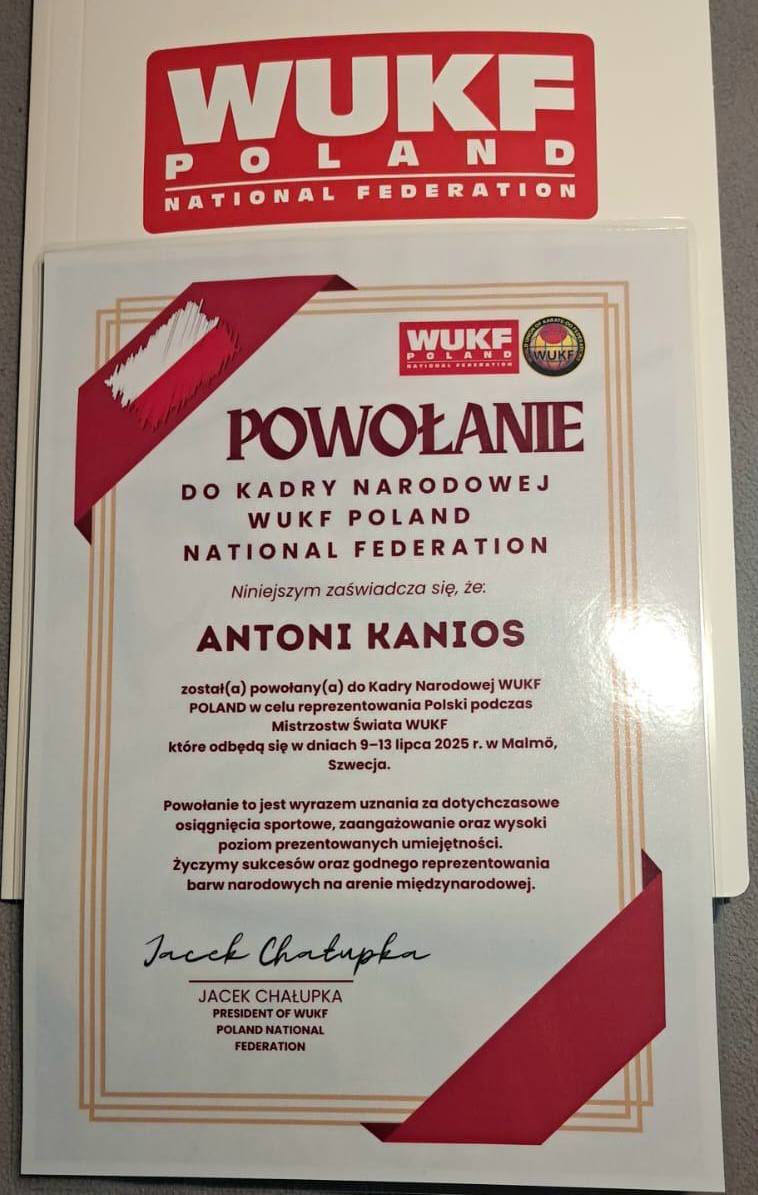 WUKF
POLAND
NATIONAL FEDERATION
WUKF
POLAND
NATIONAL FEDERATION
WUKF
POWOŁANIE
DO KADRY NARODOWEJ
WUKF POLAND
NATIONAL FEDERATION
Niniejszym zaświadcza się, że:
ANTONI KANIOS
został(a) powołany(a) do Kadry Narodowej WUKF
POLAND w celu reprezentowania Polski podczas
Mistrzostw Świata WUKF
które odbędą się w dniach 9–13 lipca 2025 r. w Malmö,
Szwecja.
Powołanie to jest wyrazem uznania za dotychczasowe
osiągnięcia sportowe, zaangażowanie oraz wysoki
poziom prezentowanych umiejętności.
Życzymy sukcesów oraz godnego reprezentowania
barw narodowych na arenie międzynarodowej.
Jacek Chałupka
JACEK CHAŁUPKA
PRESIDENT OF WUKF
POLAND NATIONAL
FEDERATION